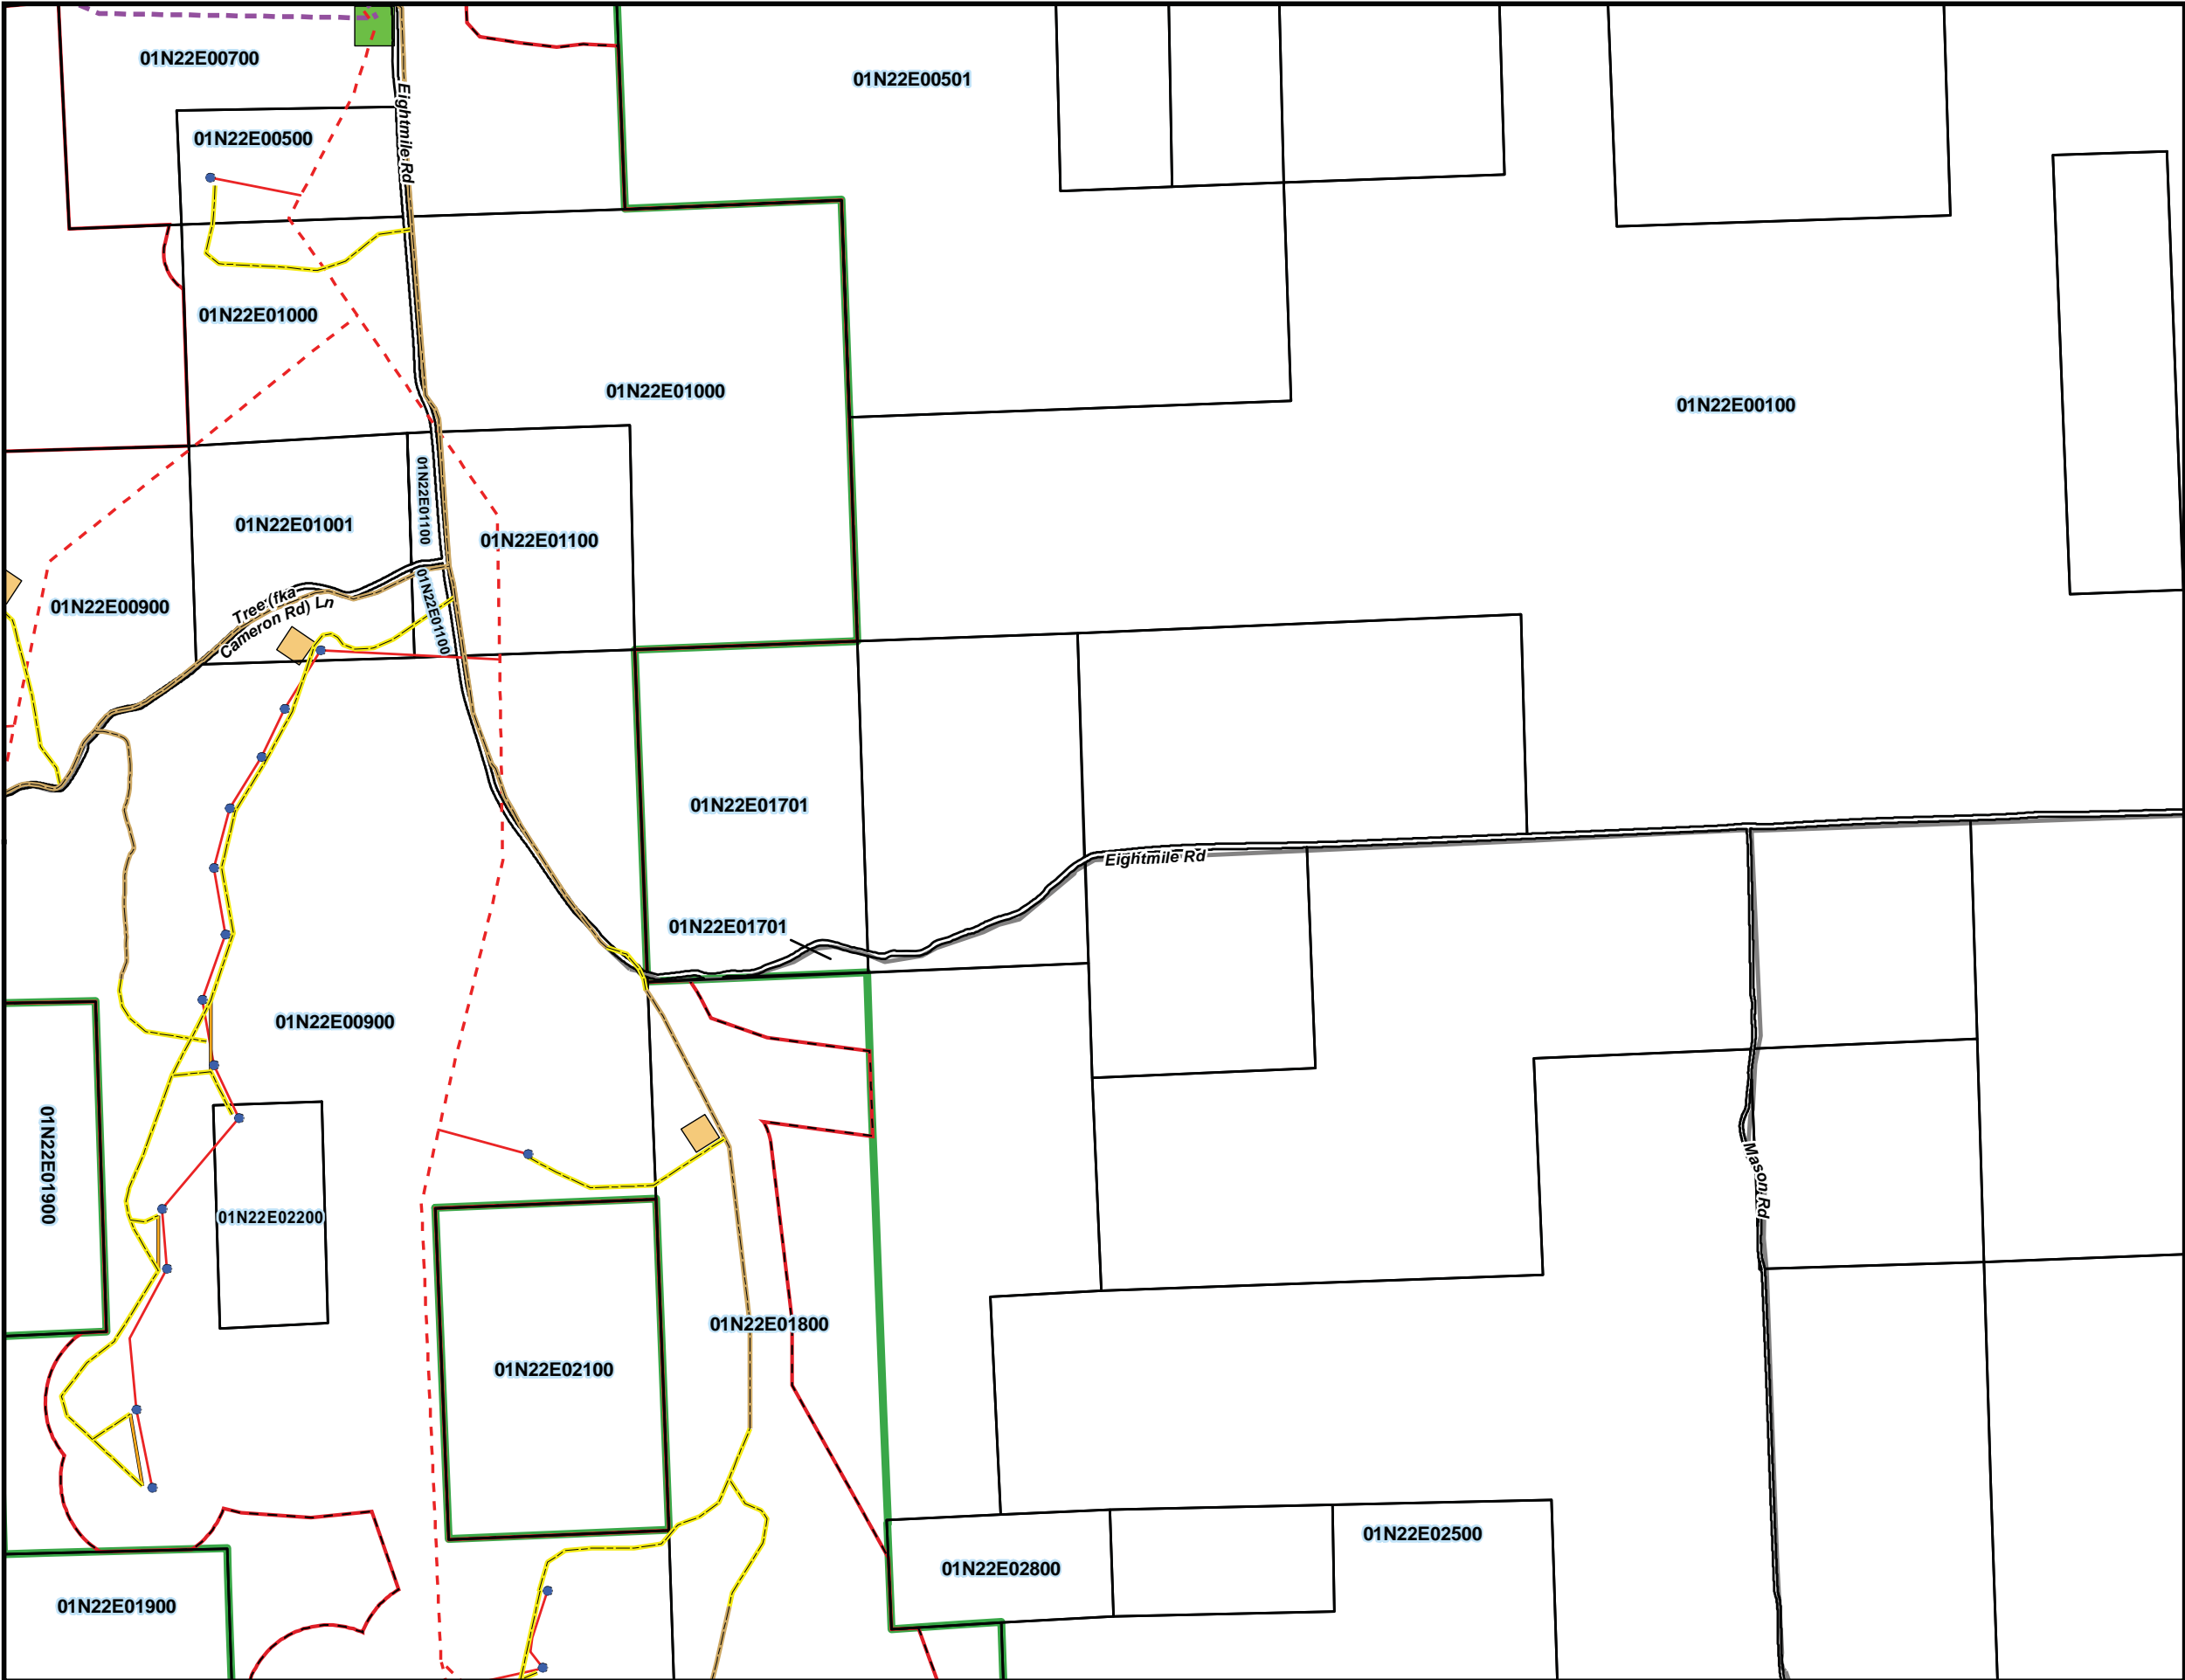 01N22E00700
01N22E00501
Eightmile Rd
01N22E00500
01N22E01000
01N22E01000
01N22E00100
01N22E01100
01N22E01001
01N22E01100
01N22E01100
01N22E00900
Tree (fka
Cameron Rd) Ln
01N22E01701
Eightmile Rd
01N22E01701
01N22E00900
01N22E01900
Mason Rd
01N22E02200
01N22E01800
01N22E02100
01N22E02500
01N22E02800
01N22E01900